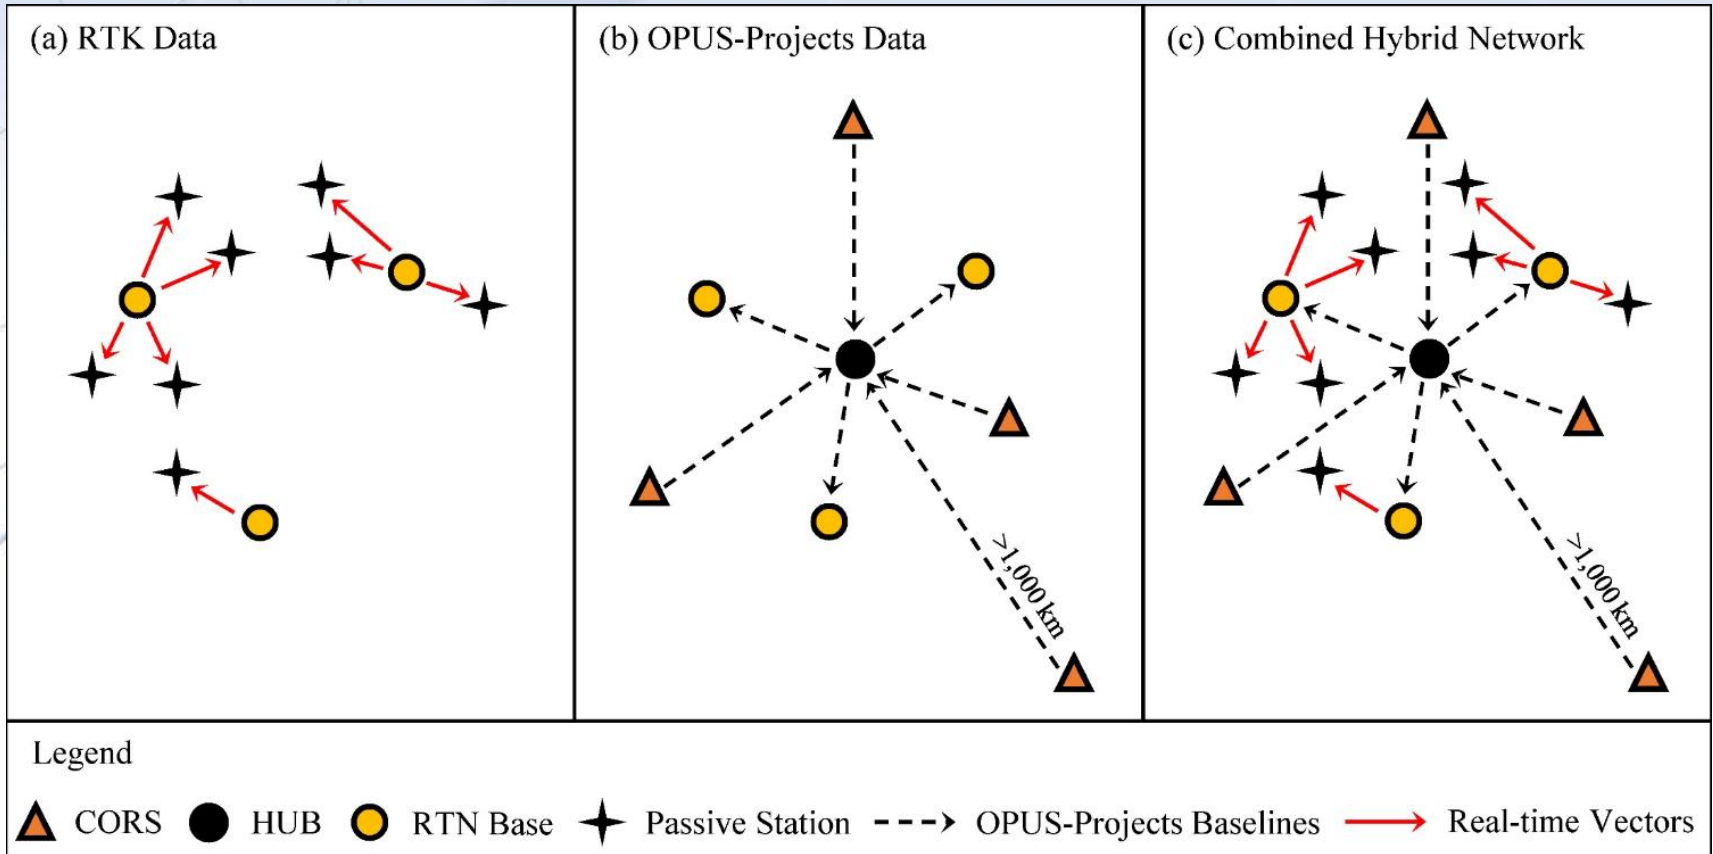 (a) RTK Data
(b) OPUS-Projects Data
(c) Combined Hybrid Network
>1,000 km
>1,000 km
Legend
CORS
HUB
RTN Base
Passive Station
OPUS-Projects Baselines
Real-time Vectors